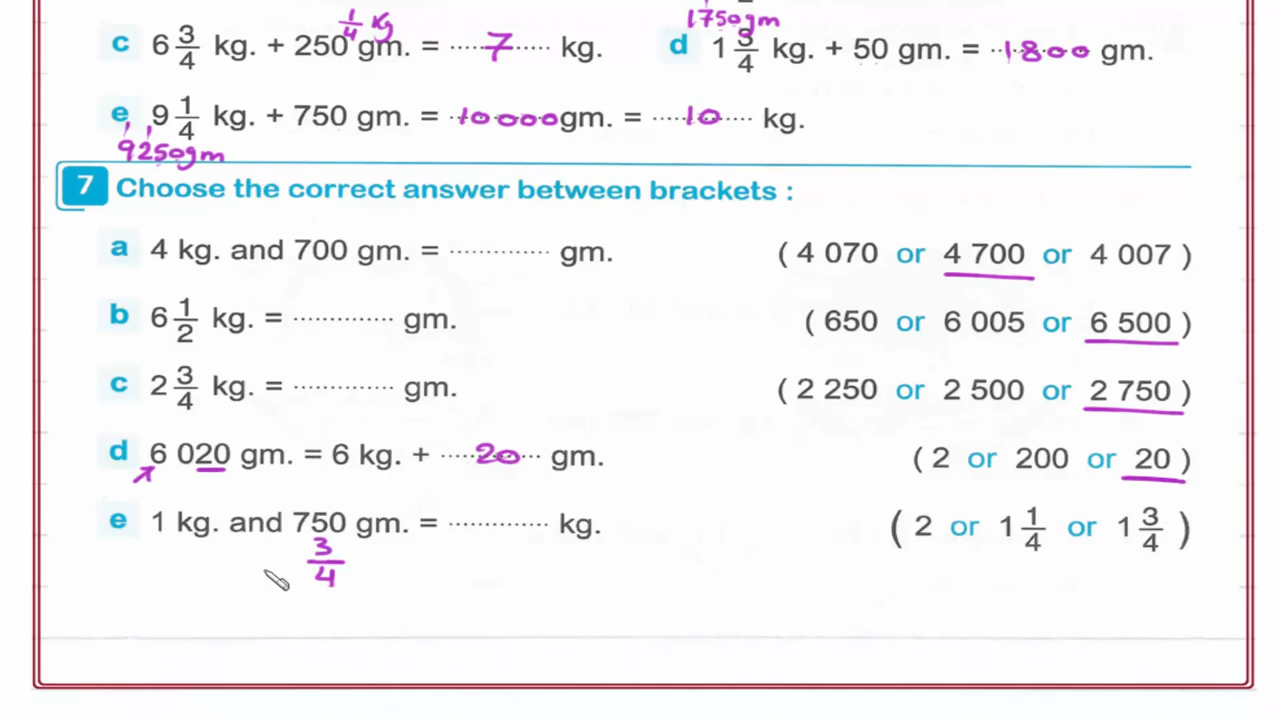 1/4 kg
1750gm
c 6 3/4 kg. + 250 gm. = ......7...... kg.
d 1 3/4 kg. + 50 gm. = ..1800.. gm.
e 9 1/4 kg. + 750 gm. = ..10000gm. = .....10..... kg.
9250gm
7 Choose the correct answer between brackets :
a 4 kg. and 700 gm. = ............. gm. ( 4 070 or 4 700 or 4 007 )
b 6 1/2 kg. = ............. gm. ( 650 or 6 005 or 6 500 )
c 2 3/4 kg. = ............. gm. ( 2 250 or 2 500 or 2 750 )
d 6 020 gm. = 6 kg. + .....20... gm. ( 2 or 200 or 20 )
e 1 kg. and 750 gm. = ............. kg. ( 2 or 1 1/4 or 1 3/4 )
3/4